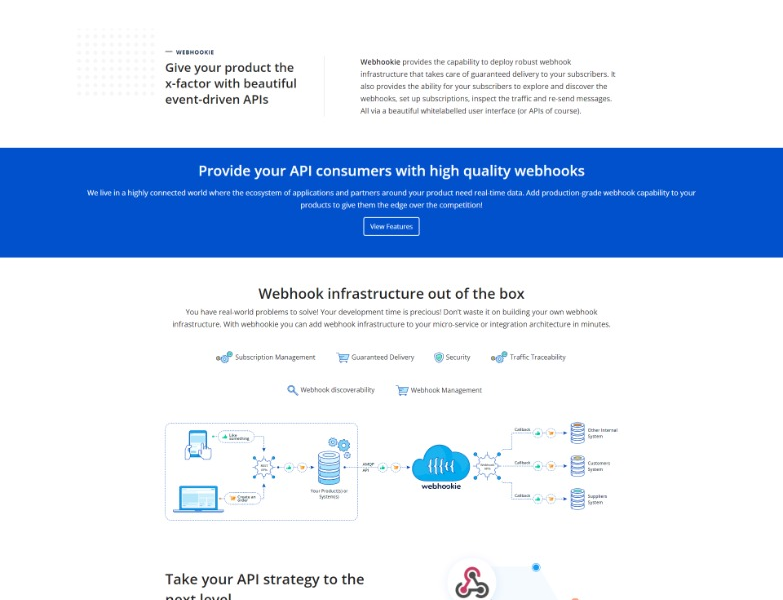 WEBHOOKIE
Give your product the
x-factor with beautiful
event-driven APIs
Webhookie provides the capability to deploy robust webhook
infrastructure that takes care of guaranteed delivery to your subscribers. It
also provides the ability for your subscribers to explore and discover the
webhooks, set up subscriptions, inspect the traffic and re-send messages.
All via a beautiful whitelabelled user interface (or APIs of course).
Provide your API consumers with high quality webhooks
We live in a highly connected world where the ecosystem of applications and partners around your product need real-time data. Add production-grade webhook capability to your
products to give them the edge over the competition!
View Features
Webhook infrastructure out of the box
You have real-world problems to solve! Your development time is precious! Don't waste it on building your own webhook
infrastructure. With webhookie you can add webhook infrastructure to your micro-service or integration architecture in minutes.
Subscription Management
Guaranteed Delivery
Security
Traffic Traceability
Webhook discoverability
Webhook Management
Like
Something
Create an
Order
Your Product(s) or
System(s)
AMQP
API
webhookie
Callback
Other Internal
System
Callback
Customers
System
Callback
Suppliers
System
Take your API strategy to the
next level